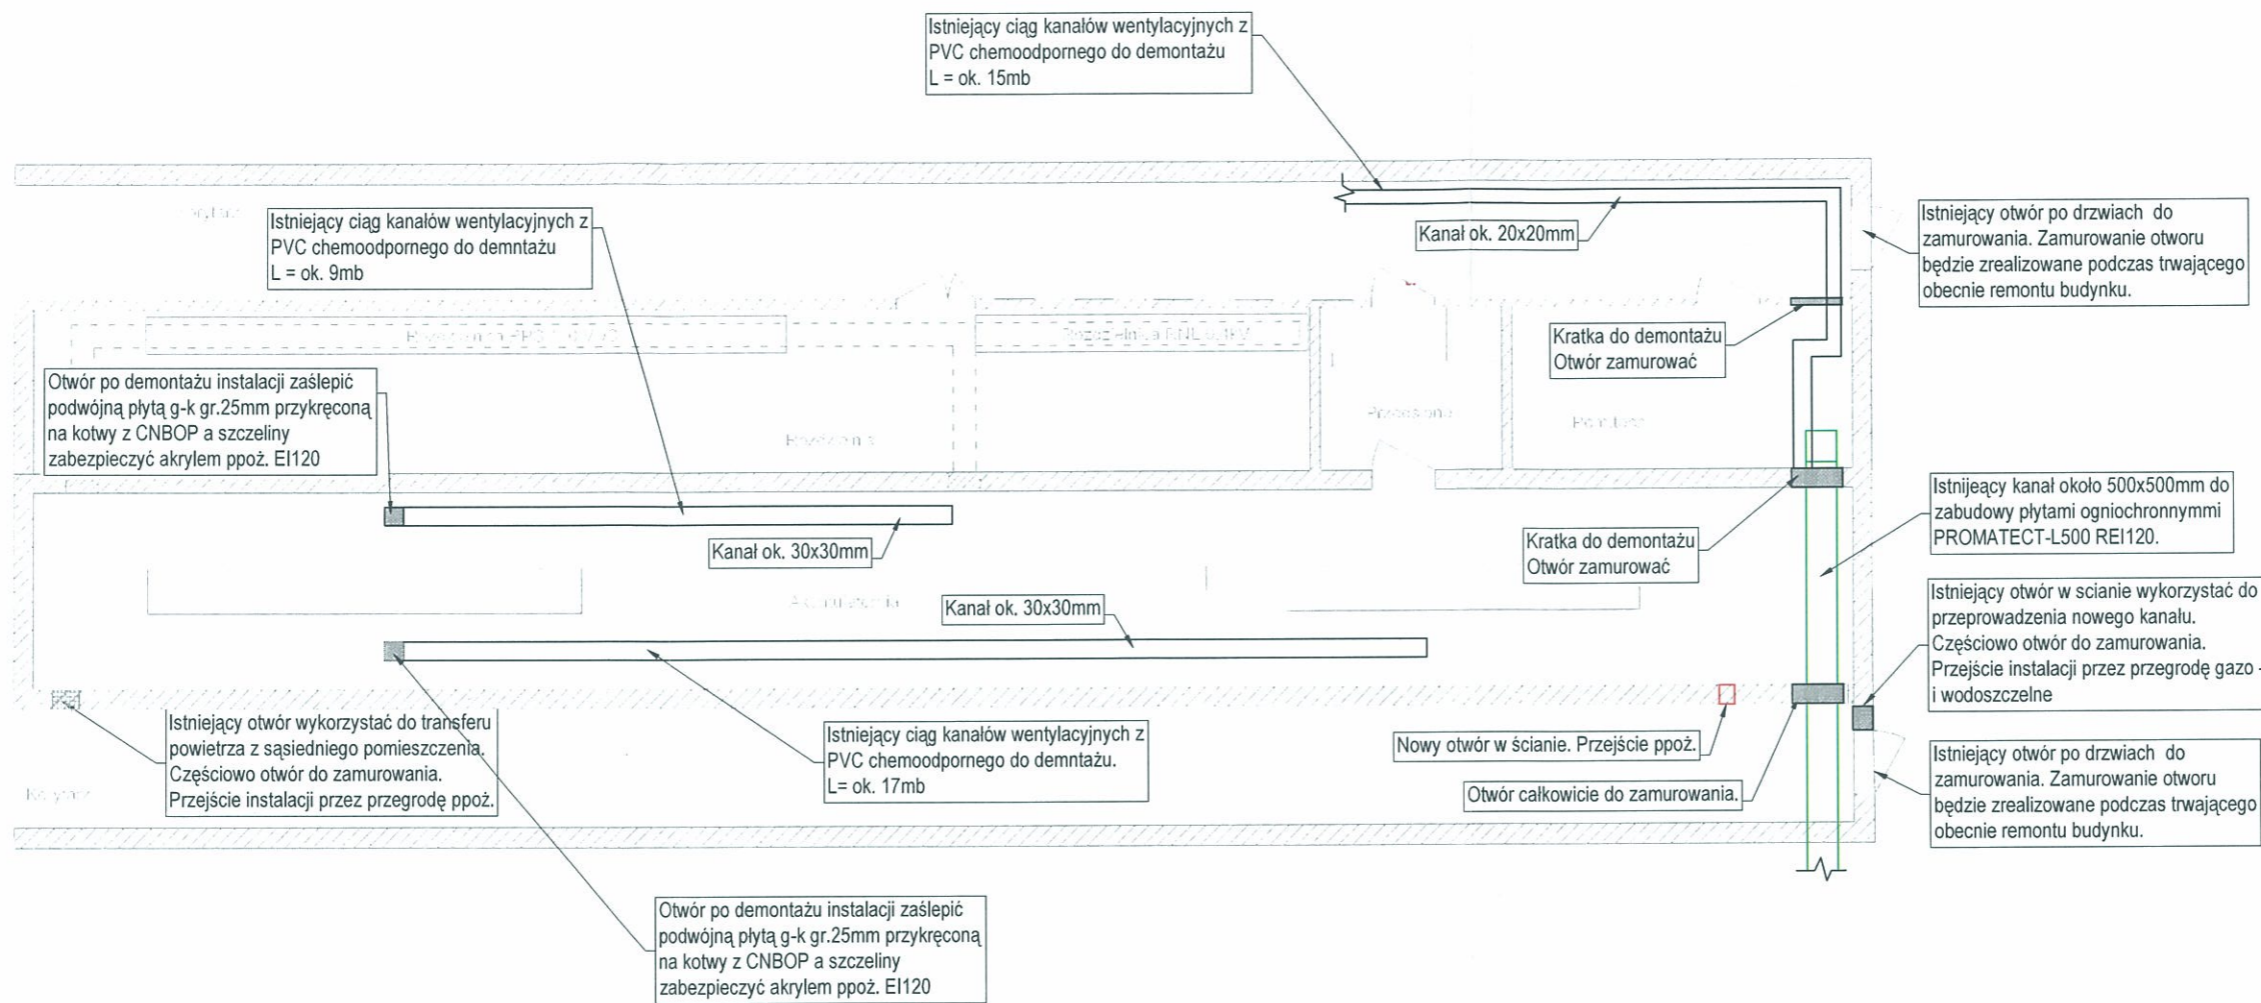 Istniejący ciąg kanałów wentylacyjnych z
PVC chemoodpornego do demontażu
L = ok. 15mb
Istniejący ciąg kanałów wentylacyjnych z
PVC chemoodpornego do demntażu
L = ok. 9mb
Kanał ok. 20x20mm
Istniejący otwór po drzwiach do
zamurowania. Zamurowanie otworu
będzie zrealizowane podczas trwającego
obecnie remontu budynku.
Kratka do demontażu
Otwór zamurować
Otwór po demontażu instalacji zaślepić
podwójną płytą g-k gr.25mm przykręconą
na kotwy z CNBOP a szczeliny
zabezpieczyć akrylem ppoż. EI120
Istnijeący kanał około 500x500mm do
zabudowy płytami ogniochronnymmi
PROMATECT-L500 REI120.
Kanał ok. 30x30mm
Kratka do demontażu
Otwór zamurować
Akumulatornia
Kanał ok. 30x30mm
Istniejący otwór w scianie wykorzystać do
przeprowadzenia nowego kanału.
Częściowo otwór do zamurowania.
Przejście instalacji przez przegrodę gazo -
i wodoszczelne
Istniejący otwór wykorzystać do transferu
powietrza z sąsiedniego pomieszczenia.
Częściowo otwór do zamurowania.
Przejście instalacji przez przegrodę ppoż.
Istniejący ciąg kanałów wentylacyjnych z
PVC chemoodpornego do demntażu.
L= ok. 17mb
Nowy otwór w ścianie. Przejście ppoż.
Otwór całkowicie do zamurowania.
Istniejący otwór po drzwiach do
zamurowania. Zamurowanie otworu
będzie zrealizowane podczas trwającego
obecnie remontu budynku.
Otwór po demontażu instalacji zaślepić
podwójną płytą g-k gr.25mm przykręconą
na kotwy z CNBOP a szczeliny
zabezpieczyć akrylem ppoż. EI120